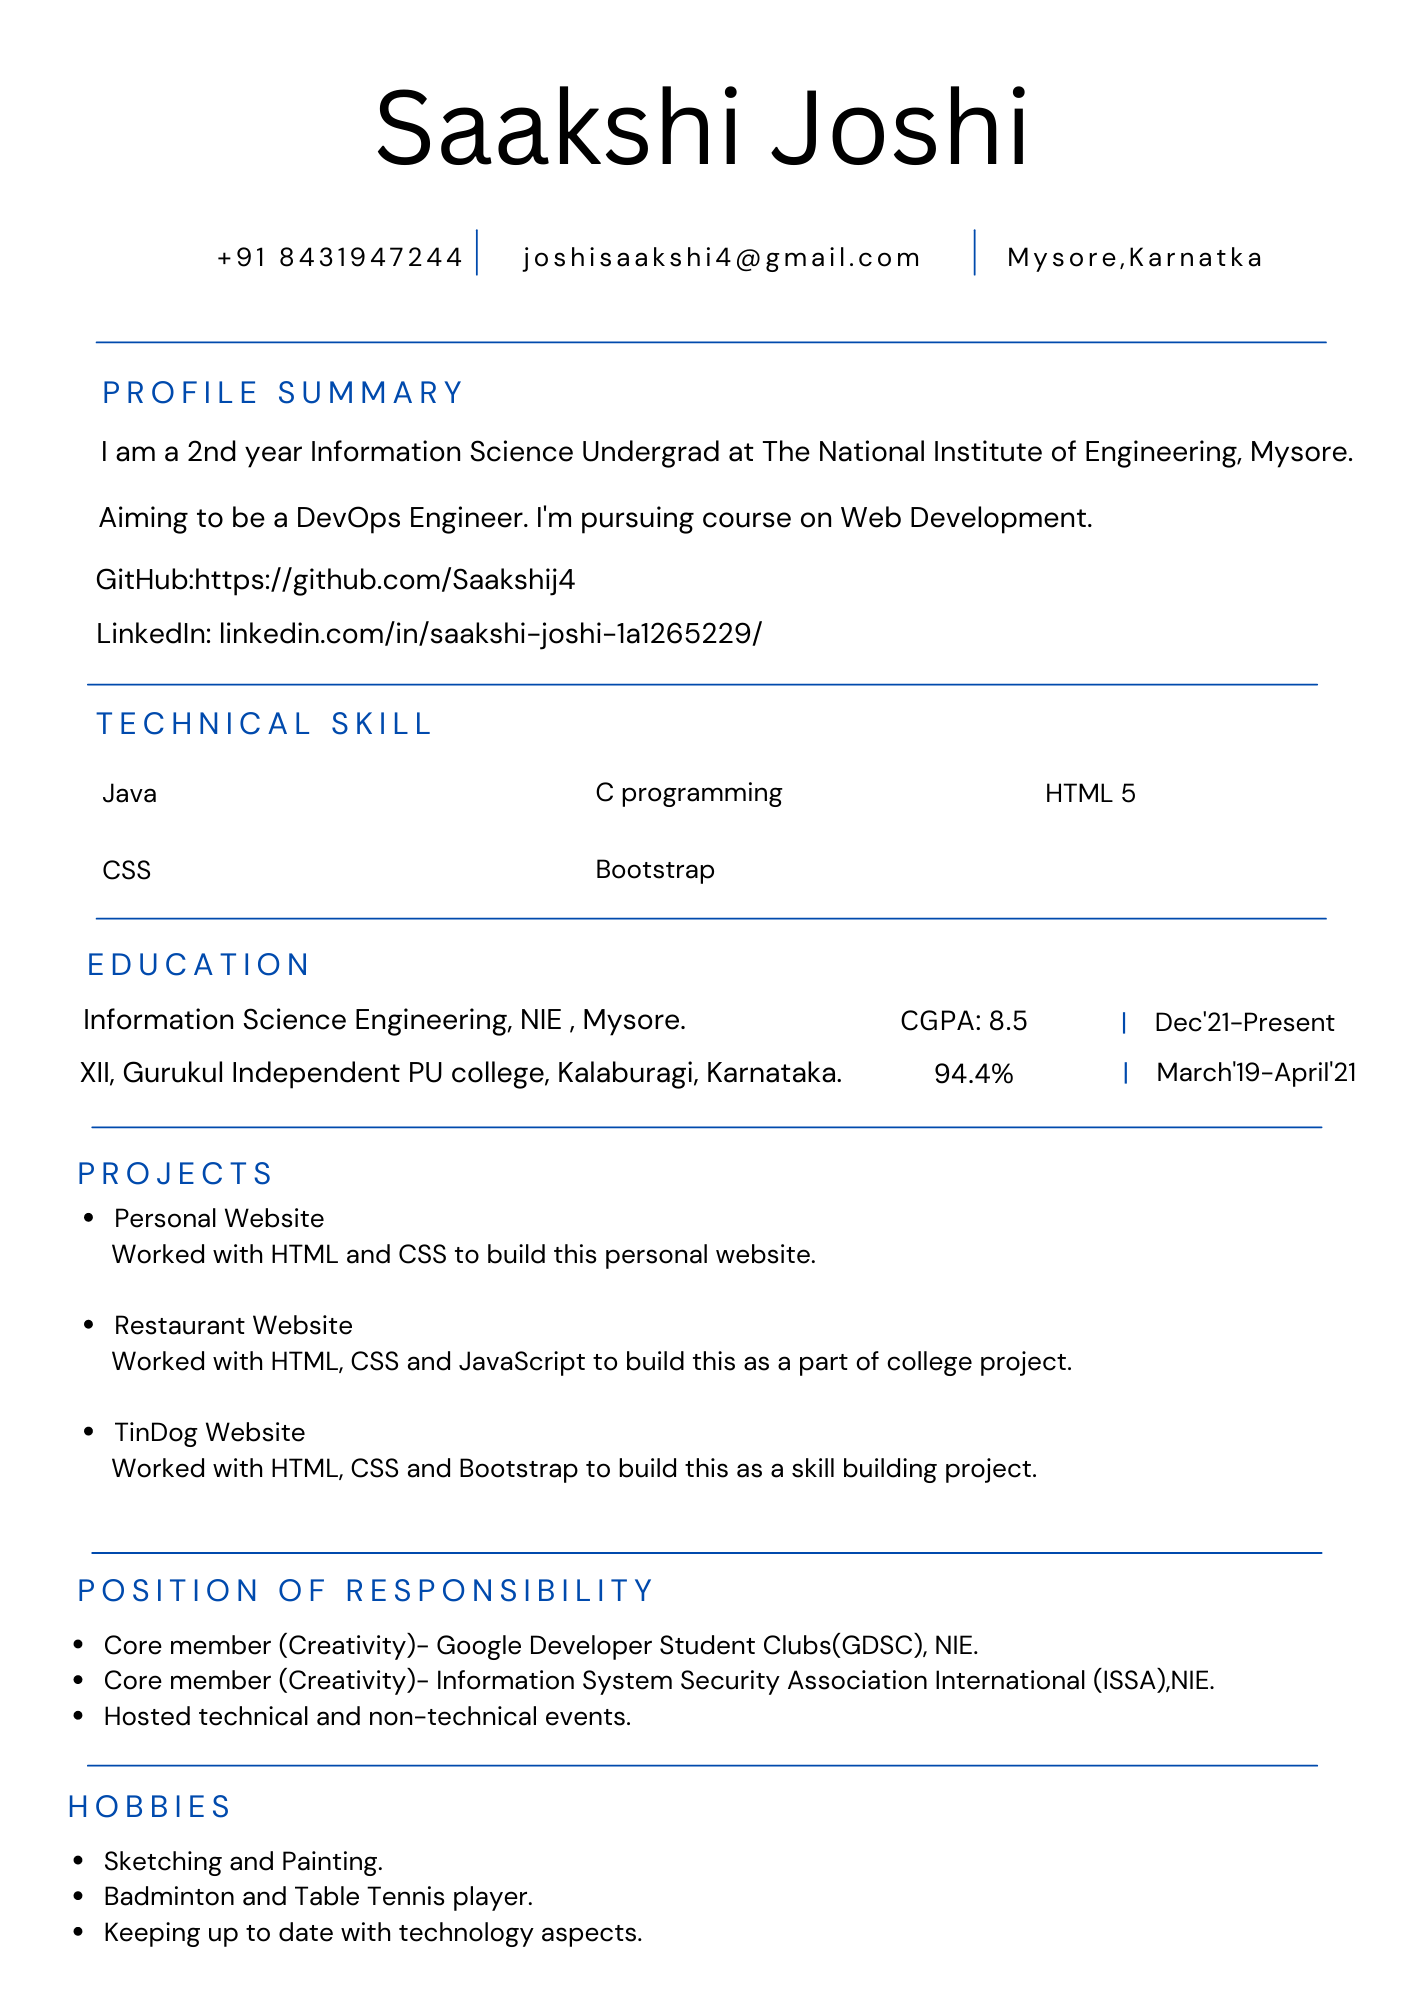 Saakshi Joshi
+91 8431947244 | joshisaakshi4@gmail.com | Mysore,Karnatka
PROFILE SUMMARY
I am a 2nd year Information Science Undergrad at The National Institute of Engineering, Mysore.
Aiming to be a DevOps Engineer. I'm pursuing course on Web Development.
GitHub:https://github.com/Saakshij4
LinkedIn: linkedin.com/in/saakshi-joshi-1a1265229/
TECHNICAL SKILL
Java C programming HTML 5
CSS Bootstrap
EDUCATION
Information Science Engineering, NIE , Mysore. CGPA: 8.5 | Dec'21-Present
XII, Gurukul Independent PU college, Kalaburagi, Karnataka. 94.4% | March'19-April'21
PROJECTS
• Personal Website
Worked with HTML and CSS to build this personal website.
• Restaurant Website
Worked with HTML, CSS and JavaScript to build this as a part of college project.
• TinDog Website
Worked with HTML, CSS and Bootstrap to build this as a skill building project.
POSITION OF RESPONSIBILITY
• Core member (Creativity)- Google Developer Student Clubs(GDSC), NIE.
• Core member (Creativity)- Information System Security Association International (ISSA),NIE.
• Hosted technical and non-technical events.
HOBBIES
• Sketching and Painting.
• Badminton and Table Tennis player.
• Keeping up to date with technology aspects.